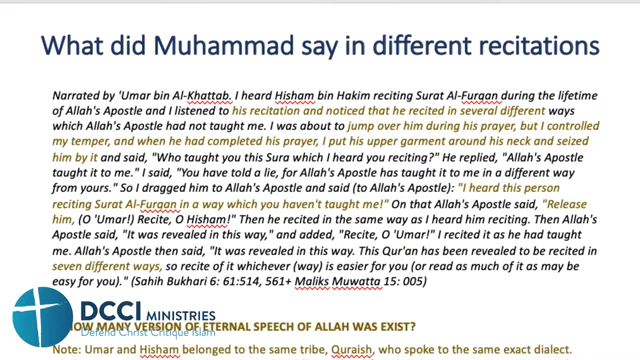 What did Muhammad say in different recitations
Narrated by 'Umar bin Al-Khattab. I heard Hisham bin Hakim reciting Surat Al-Furqan during the lifetime
of Allah's Apostle and I listened to his recitation and noticed that he recited in several different ways
which Allah's Apostle had not taught me. I was about to jump over him during his prayer, but I controlled
my temper, and when he had completed his prayer, I put his upper garment around his neck and seized
him by it and said, "Who taught you this Sura which I heard you reciting?" He replied, "Allah's Apostle
taught it to me." I said, "You have told a lie, for Allah's Apostle has taught it to me in a different way
from yours." So I dragged him to Allah's Apostle and said (to Allah's Apostle): "I heard this person
reciting Surat Al-Furqan in a way which you haven't taught me!" On that Allah's Apostle said, "Release
him, (O 'Umar!) Recite, O Hisham!" Then he recited in the same way as I heard him reciting. Then Allah's
Apostle said, "It was revealed in this way," and added, "Recite, O 'Umar!" I recited it as he had taught
me. Allah's Apostle then said, "It was revealed in this way. This Qur'an has been revealed to be recited in
seven different ways, so recite of it whichever (way) is easier for you (or read as much of it as may be
easy for you)." (Sahih Bukhari 6: 61:514, 561+ Maliks Muwatta 15: 005)
DCCI MINISTRIES
Defend Christ Critique Islam
HOW MANY VERSION OF ETERNAL SPEECH OF ALLAH WAS EXIST?
Note: Umar and Hisham belonged to the same tribe, Quraish, who spoke to the same exact dialect.